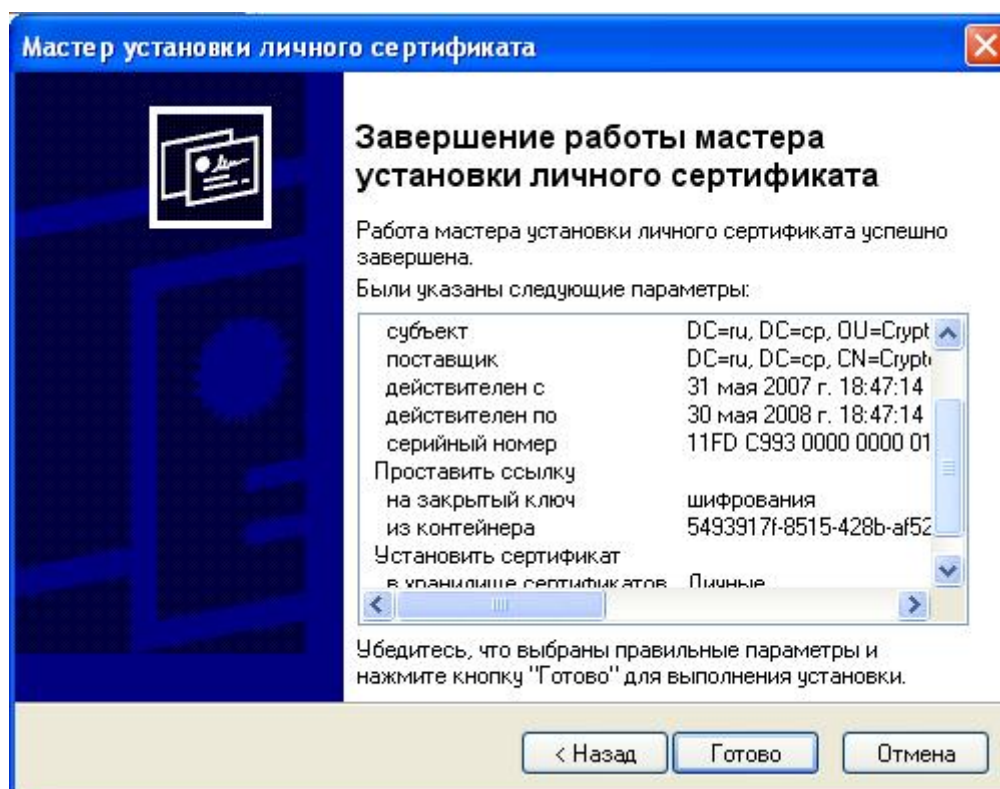 Мастер установки личного сертификата
Завершение работы мастера
установки личного сертификата
Работа мастера установки личного сертификата успешно
завершена.
Были указаны следующие параметры:
субъект DC=ru, DC=cp, OU=Crypt
поставщик DC=ru, DC=cp, CN=Crypt
действителен с 31 мая 2007 г. 18:47:14
действителен по 30 мая 2008 г. 18:47:14
серийный номер 11FD C993 0000 0000 01
Проставить ссылку
на закрытый ключ шифрования
из контейнера 5493917f-8515-428b-af52
Установить сертификат
в хранилище сертификатов Личные
Убедитесь, что выбраны правильные параметры и
нажмите кнопку "Готово" для выполнения установки.
< Назад Готово Отмена